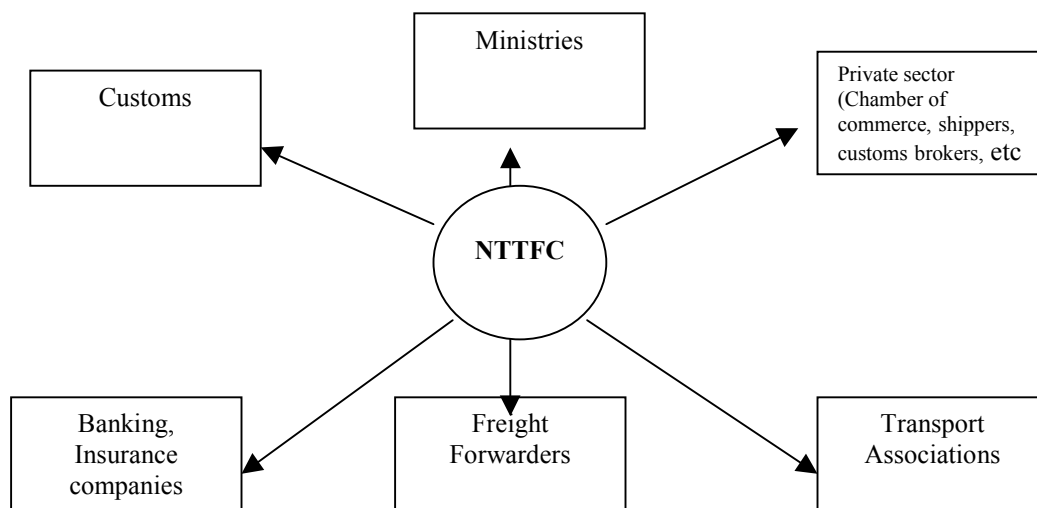 Ministries
Customs
Private sector
(Chamber of
commerce, shippers,
customs brokers, etc
NTTFC
Banking,
Insurance
companies
Freight
Forwarders
Transport
Associations